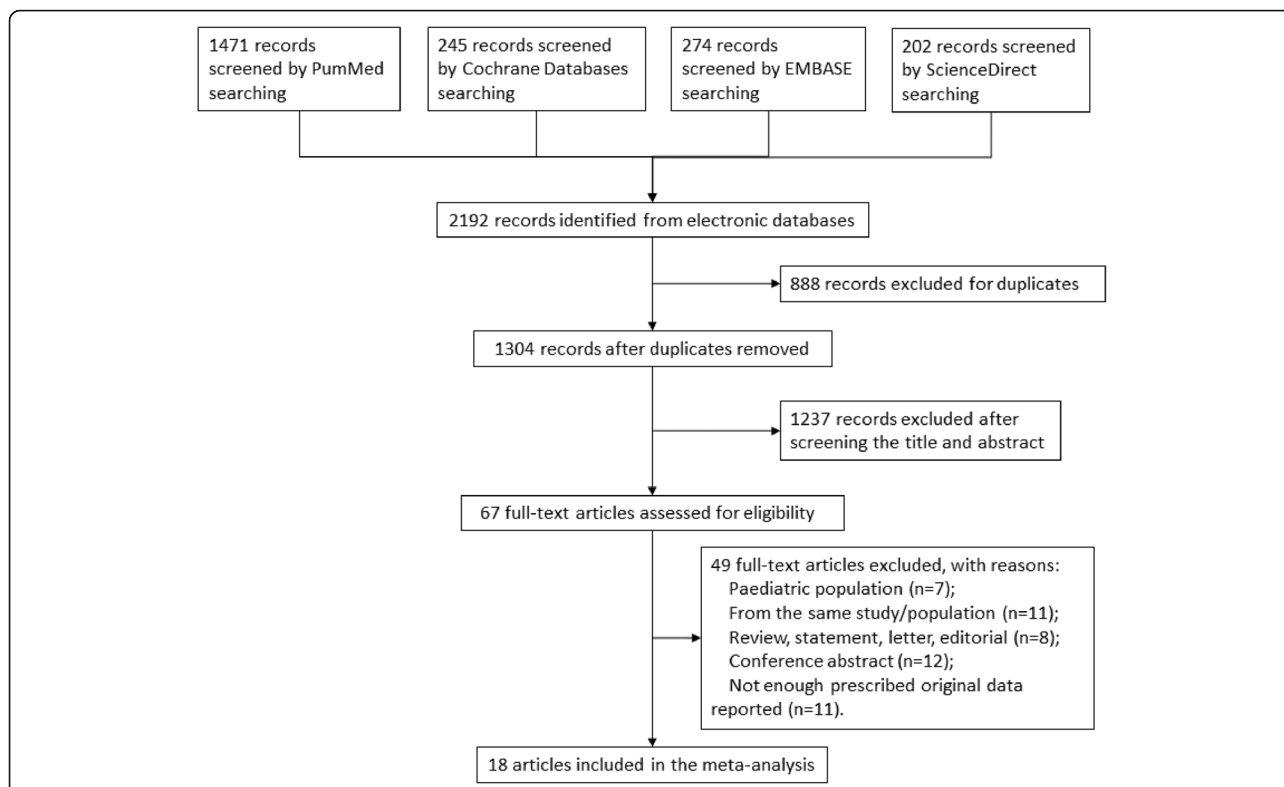 1471 records
screened by PumMed
searching
245 records screened
by Cochrane Databases
searching
274 records
screened by EMBASE
searching
202 records screened
by ScienceDirect
searching
2192 records identified from electronic databases
888 records excluded for duplicates
1304 records after duplicates removed
1237 records excluded after
screening the title and abstract
67 full-text articles assessed for eligibility
49 full-text articles excluded, with reasons:
Paediatric population (n=7);
From the same study/population (n=11);
Review, statement, letter, editorial (n=8);
Conference abstract (n=12);
Not enough prescribed original data
reported (n=11).
18 articles included in the meta-analysis